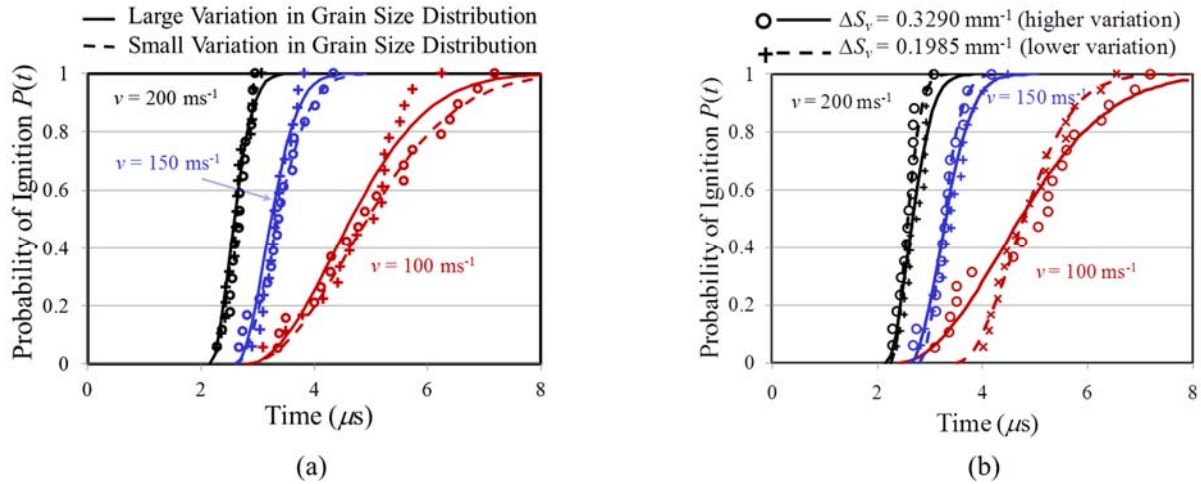 Large Variation in Grain Size Distribution
Small Variation in Grain Size Distribution
Probability of Ignition P(t)
1
0.8
0.6
0.4
0.2
0
v = 200 ms⁻¹
v = 150 ms⁻¹
v = 100 ms⁻¹
0 2 4 6 8
Time (μs)
(a)
ΔSᵥ = 0.3290 mm⁻¹ (higher variation)
ΔSᵥ = 0.1985 mm⁻¹ (lower variation)
Probability of Ignition P(t)
1
0.8
0.6
0.4
0.2
0
v = 200 ms⁻¹
v = 150 ms⁻¹
v = 100 ms⁻¹
0 2 4 6 8
Time (μs)
(b)